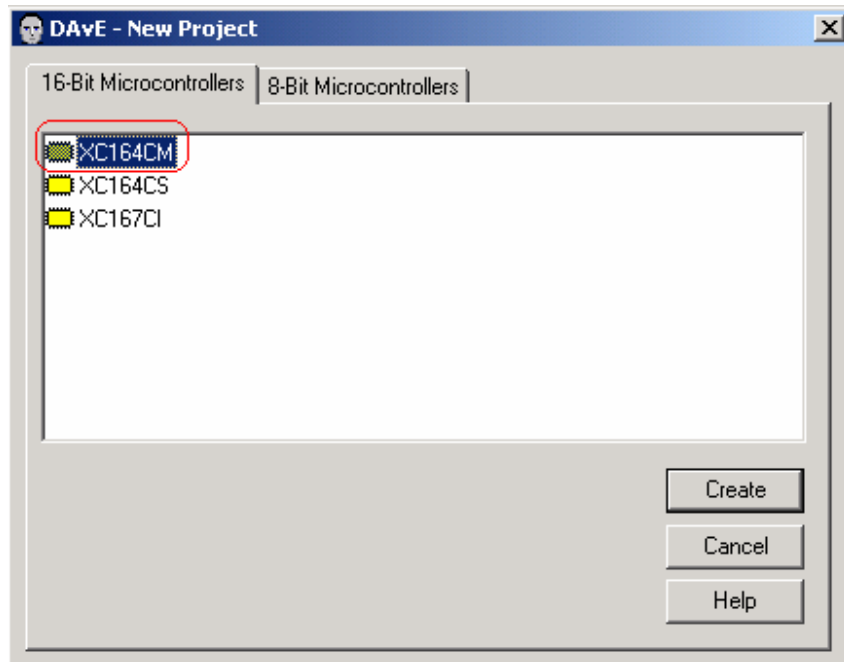 DAvE - New Project
16-Bit Microcontrollers 8-Bit Microcontrollers
XC164CM
XC164CS
XC167CI
Create
Cancel
Help